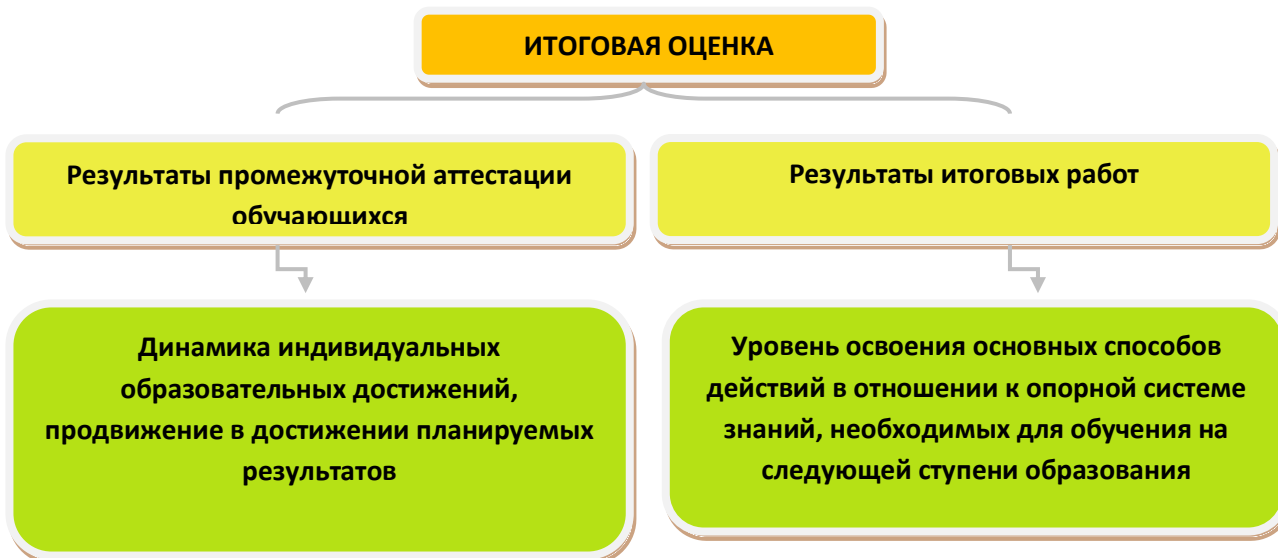 ИТОГОВАЯ ОЦЕНКА
Результаты промежуточной аттестации
обучающихся
Результаты итоговых работ
Динамика индивидуальных
образовательных достижений,
продвижение в достижении планируемых
результатов
Уровень освоения основных способов
действий в отношении к опорной системе
знаний, необходимых для обучения на
следующей ступени образования